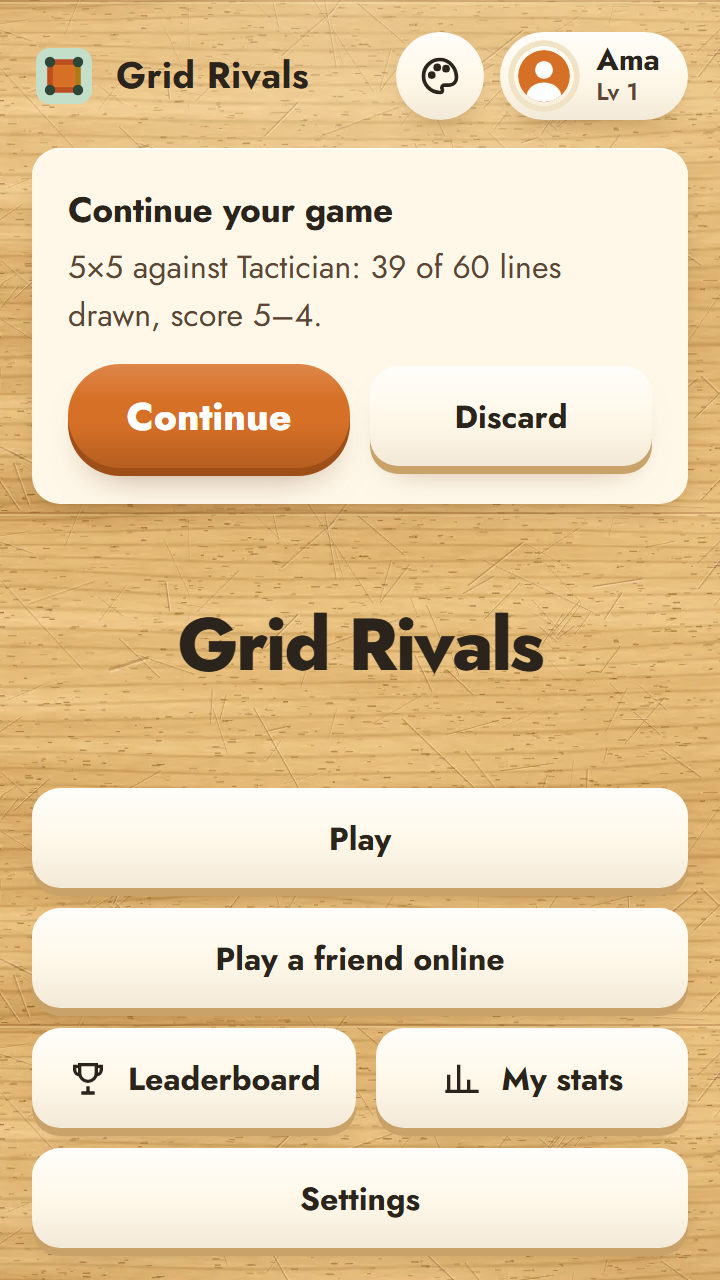 Grid Rivals
Ama
Lv 1
Continue your game
5×5 against Tactician: 39 of 60 lines
drawn, score 5–4.
Continue
Discard
Grid Rivals
Play
Play a friend online
Leaderboard
My stats
Settings